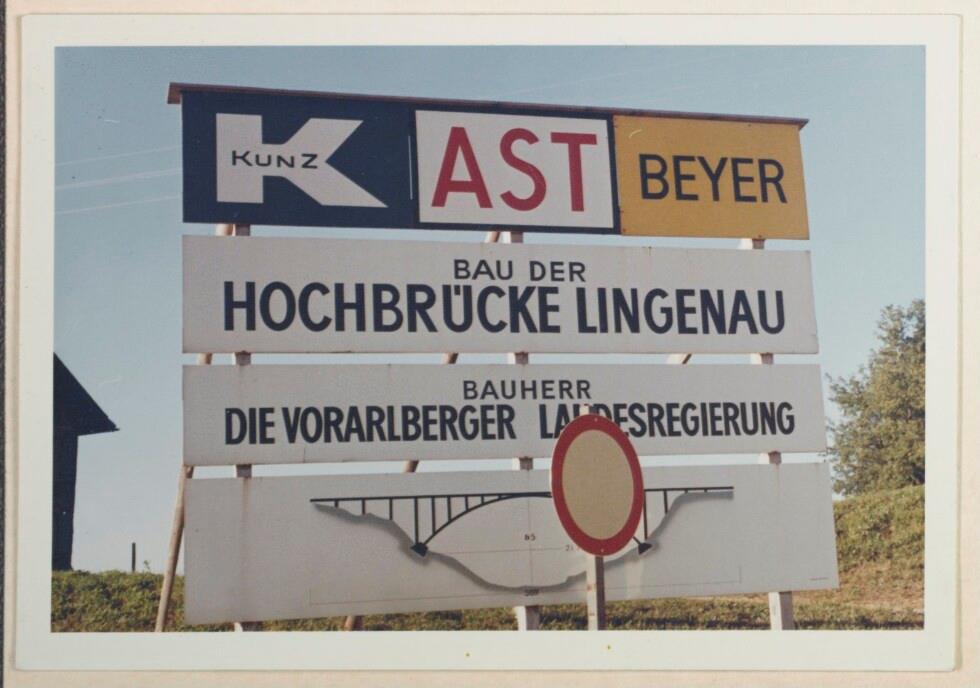 KUNZ
AST
BEYER
BAU DER
HOCHBRÜCKE LINGENAU
BAUHERR
DIE VORARLBERGER LANDESREGIERUNG